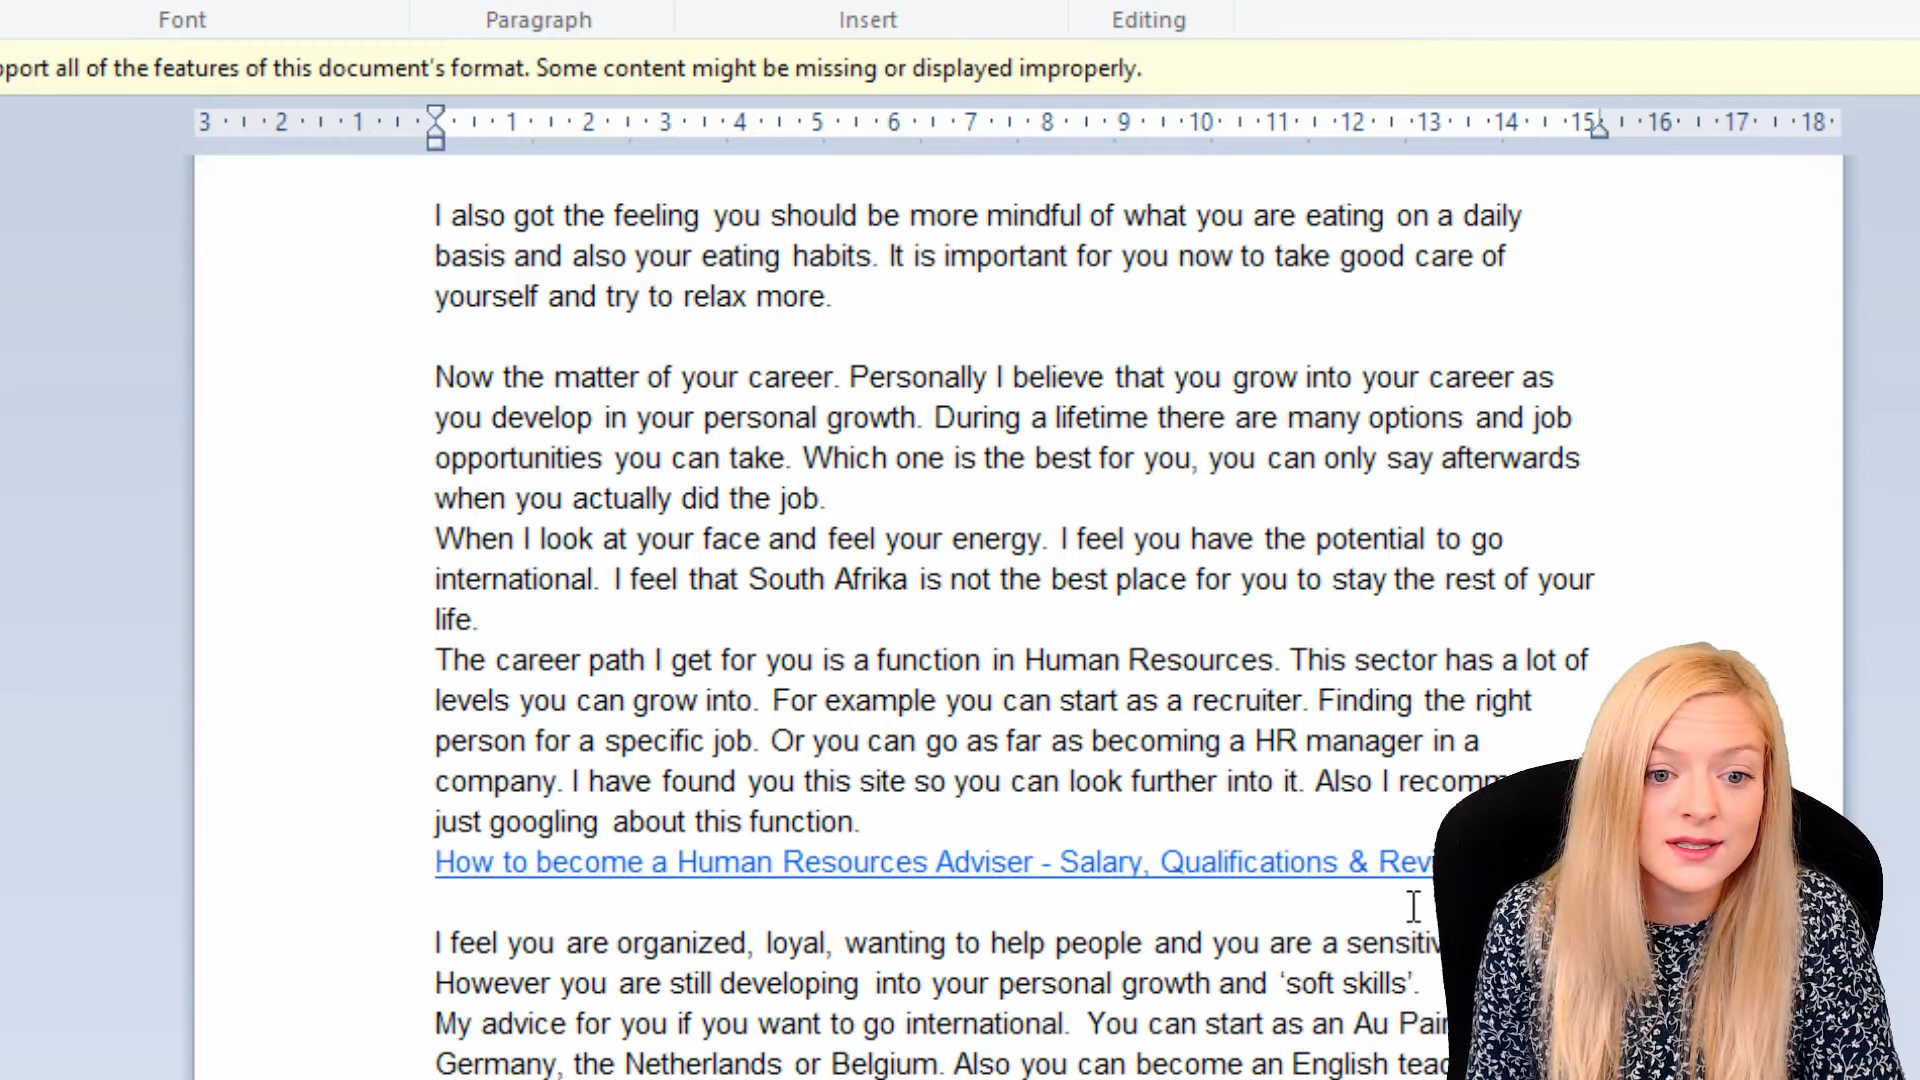 Font Paragraph Insert Editing
pport all of the features of this document's format. Some content might be missing or displayed improperly.
3 2 1 1 2 3 4 5 6 7 8 9 10 11 12 13 14 15 16 17 18
I also got the feeling you should be more mindful of what you are eating on a daily
basis and also your eating habits. It is important for you now to take good care of
yourself and try to relax more.
Now the matter of your career. Personally I believe that you grow into your career as
you develop in your personal growth. During a lifetime there are many options and job
opportunities you can take. Which one is the best for you, you can only say afterwards
when you actually did the job.
When I look at your face and feel your energy. I feel you have the potential to go
international. I feel that South Afrika is not the best place for you to stay the rest of your
life.
The career path I get for you is a function in Human Resources. This sector has a lot of
levels you can grow into. For example you can start as a recruiter. Finding the right
person for a specific job. Or you can go as far as becoming a HR manager in a
company. I have found you this site so you can look further into it. Also I recomm
just googling about this function.
How to become a Human Resources Adviser - Salary, Qualifications & Rev
I feel you are organized, loyal, wanting to help people and you are a sensitiv
However you are still developing into your personal growth and ‘soft skills’.
My advice for you if you want to go international. You can start as an Au Pair
Germany, the Netherlands or Belgium. Also you can become an English teac